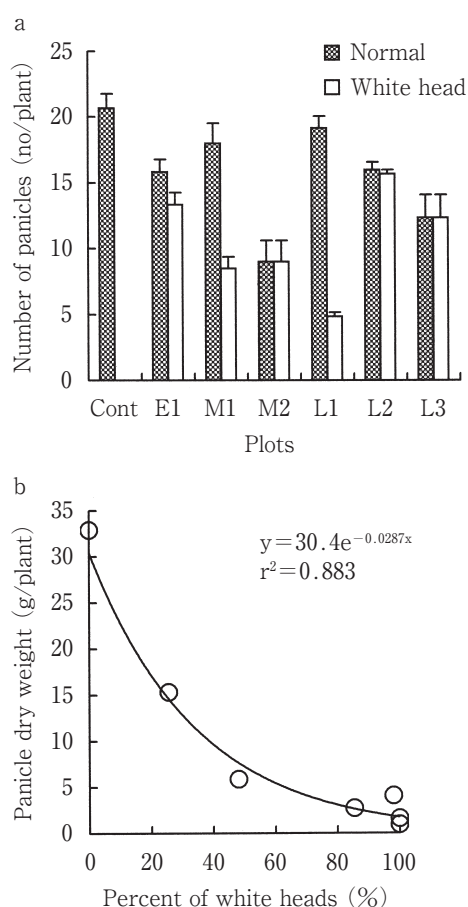 a
Number of panicles (no/plant)
25
20
15
10
5
0
Normal
White head
Cont E1 M1 M2 L1 L2 L3
Plots
b
Panicle dry weight (g/plant)
35
30
25
20
15
10
5
0
y=30.4e⁻⁰·⁰²⁸⁷ˣ
r²=0.883
0 20 40 60 80 100
Percent of white heads (%)